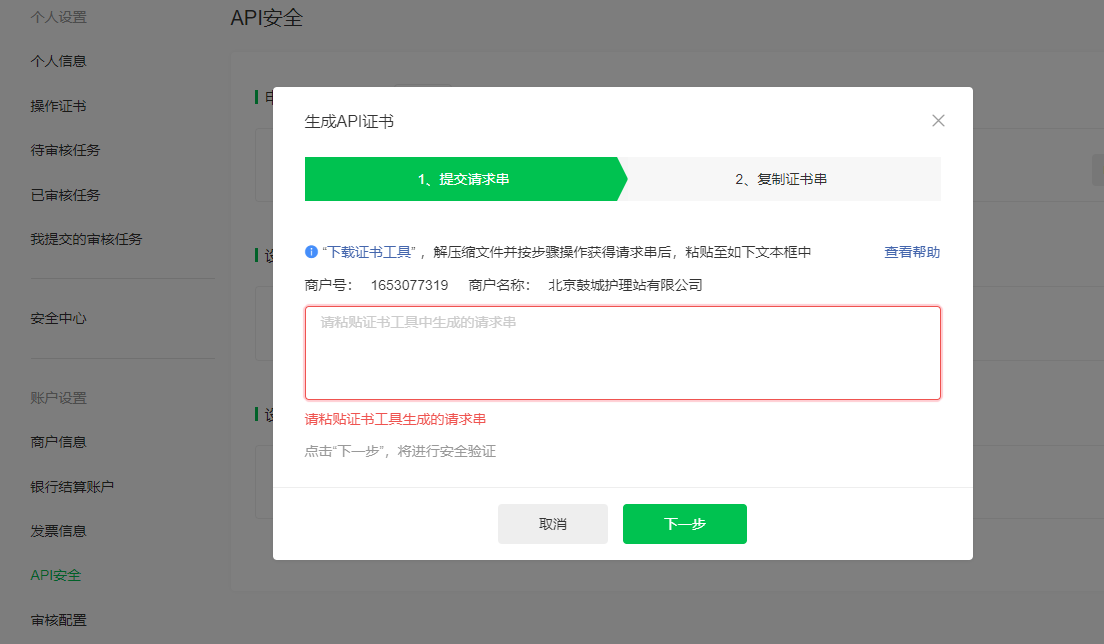 个人设置
个人信息
操作证书
待审核任务
已审核任务
我提交的审核任务
安全中心
账户设置
商户信息
银行结算账户
发票信息
API安全
审核配置
API安全
生成API证书
1、提交请求串
2、复制证书串
“下载证书工具”，解压缩文件并按步骤操作获得请求串后，粘贴至如下文本框中 查看帮助
商户号： 1653077319 商户名称： 北京鼓城护理站有限公司
请粘贴证书工具中生成的请求串
请粘贴证书工具生成的请求串
点击“下一步”，将进行安全验证
取消
下一步